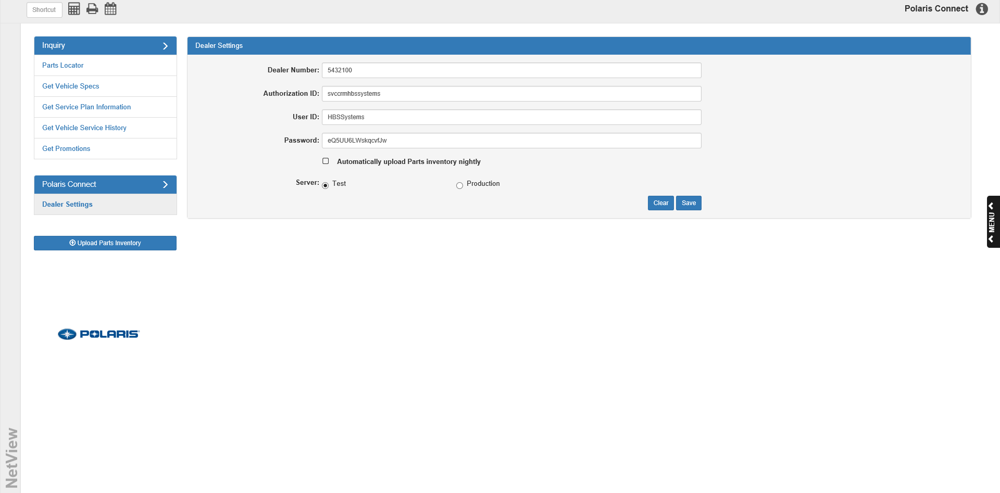 Shortcut
Polaris Connect
Inquiry
Parts Locator
Get Vehicle Specs
Get Service Plan Information
Get Vehicle Service History
Get Promotions
Polaris Connect
Dealer Settings
Upload Parts Inventory
POLARIS
Dealer Settings
Dealer Number: 5432100
Authorization ID: svccrmhbssystems
User ID: HBSSystems
Password: eQ5UU6LWskqcvfJw
Automatically upload Parts inventory nightly
Server: Test Production
Clear Save
MENU
NetView